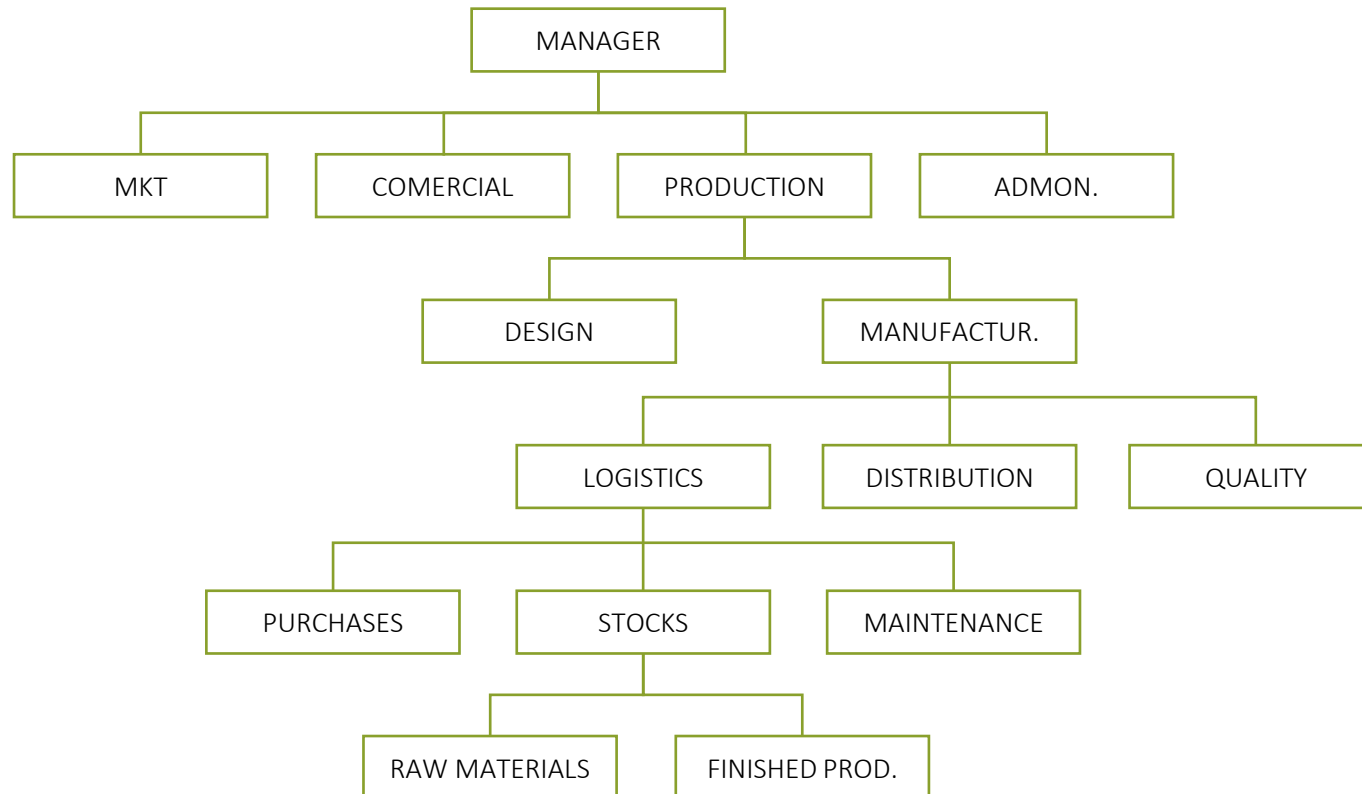 MANAGER
MKT
COMERCIAL
PRODUCTION
ADMON.
DESIGN
MANUFACTUR.
LOGISTICS
DISTRIBUTION
QUALITY
PURCHASES
STOCKS
MAINTENANCE
RAW MATERIALS
FINISHED PROD.